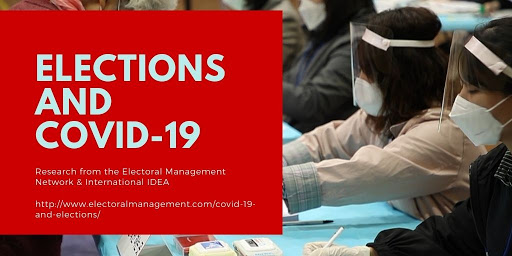 ELECTIONS
AND
COVID-19
Research from the Electoral Management
Network & International IDEA
http://www.electoralmanagement.com/covid-19-
and-elections/